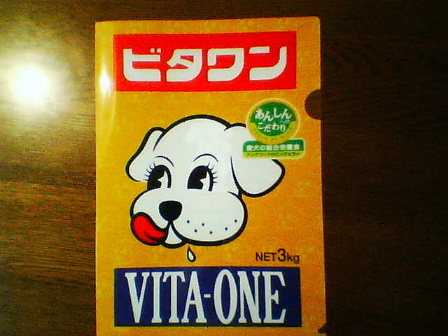 ビタワン
あんしん
こだわり
愛犬の総合栄養食
NET3kg
VITA-ONE